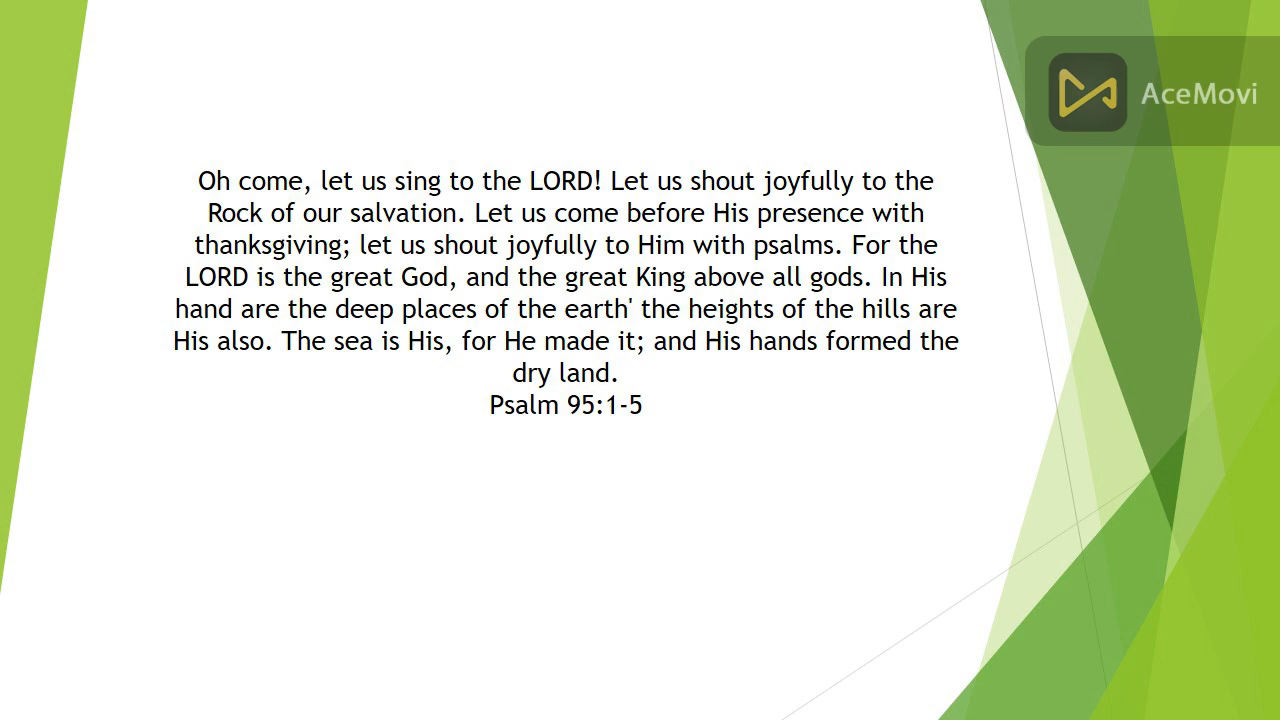 AceMovi
Oh come, let us sing to the LORD! Let us shout joyfully to the
Rock of our salvation. Let us come before His presence with
thanksgiving; let us shout joyfully to Him with psalms. For the
LORD is the great God, and the great King above all gods. In His
hand are the deep places of the earth' the heights of the hills are
His also. The sea is His, for He made it; and His hands formed the
dry land.
Psalm 95:1-5